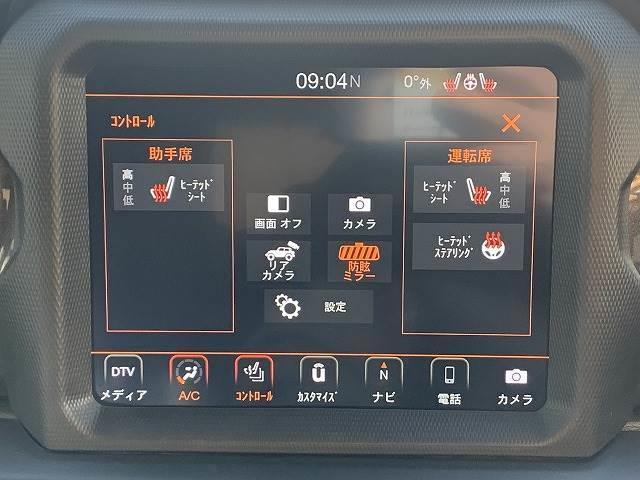 09:04 N 0°外
ｺﾝﾄﾛｰﾙ
助手席
高
中
低
ﾋｰﾃｯﾄﾞ
ｼｰﾄ
画面 オフ
カメラ
リア
カメラ
防眩
ミラー
設定
運転席
ﾋｰﾃｯﾄﾞ
ｼｰﾄ
高
中
低
ﾋｰﾃｯﾄﾞ
ｽﾃｱﾘﾝｸﾞ
DTV
メディア
A/C
ｺﾝﾄﾛｰﾙ
ū
ｶｽﾀﾏｲｽﾞ
N
ナビ
電話
カメラ